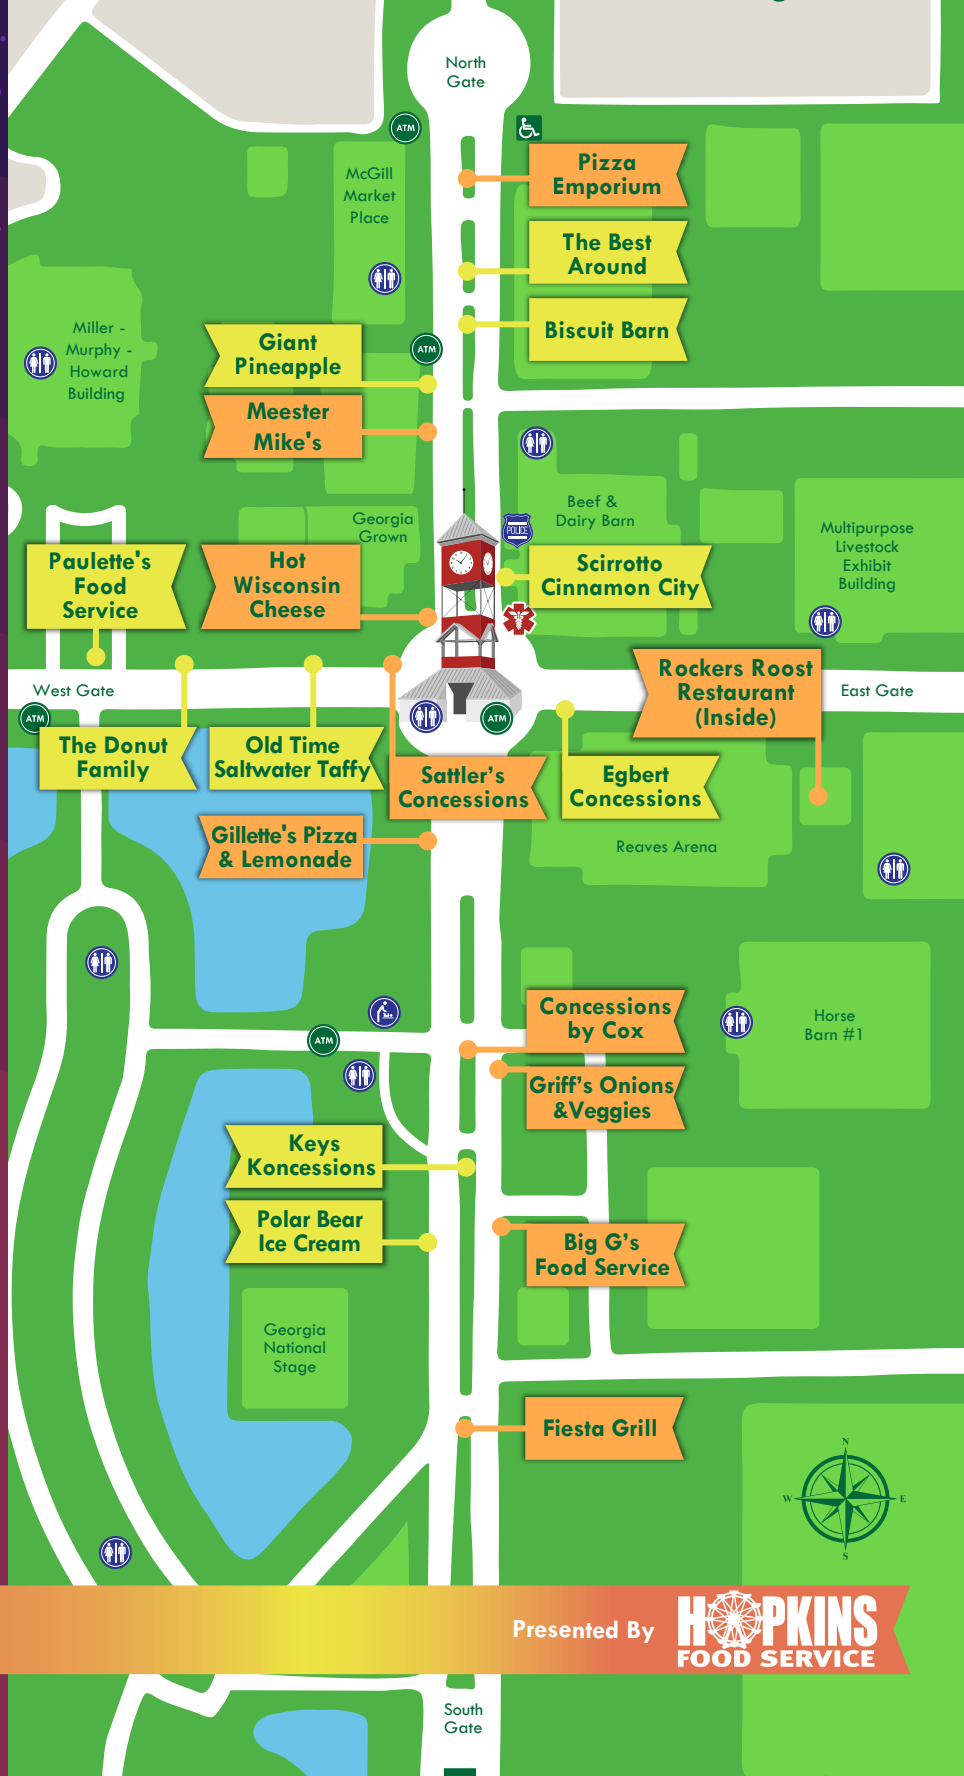 North
Gate
ATM
Pizza
Emporium
McGill
Market
Place
The Best
Around
Biscuit Barn
Miller -
Murphy -
Howard
Building
Giant
Pineapple
ATM
Meester
Mike's
Beef &
Dairy Barn
Georgia
Grown
POLICE
Multipurpose
Livestock
Exhibit
Building
Paulette's
Food
Service
Hot
Wisconsin
Cheese
Scirrotto
Cinnamon City
Rockers Roost
Restaurant
(Inside)
West Gate
East Gate
ATM
ATM
The Donut
Family
Old Time
Saltwater Taffy
Sattler's
Concessions
Egbert
Concessions
Gillette's Pizza
& Lemonade
Reaves Arena
Concessions
by Cox
Horse
Barn #1
ATM
Griff's Onions
&Veggies
Keys
Koncessions
Polar Bear
Ice Cream
Big G's
Food Service
Georgia
National
Stage
Fiesta Grill
N
W
E
S
Presented By
HOPKINS
FOOD SERVICE
South
Gate